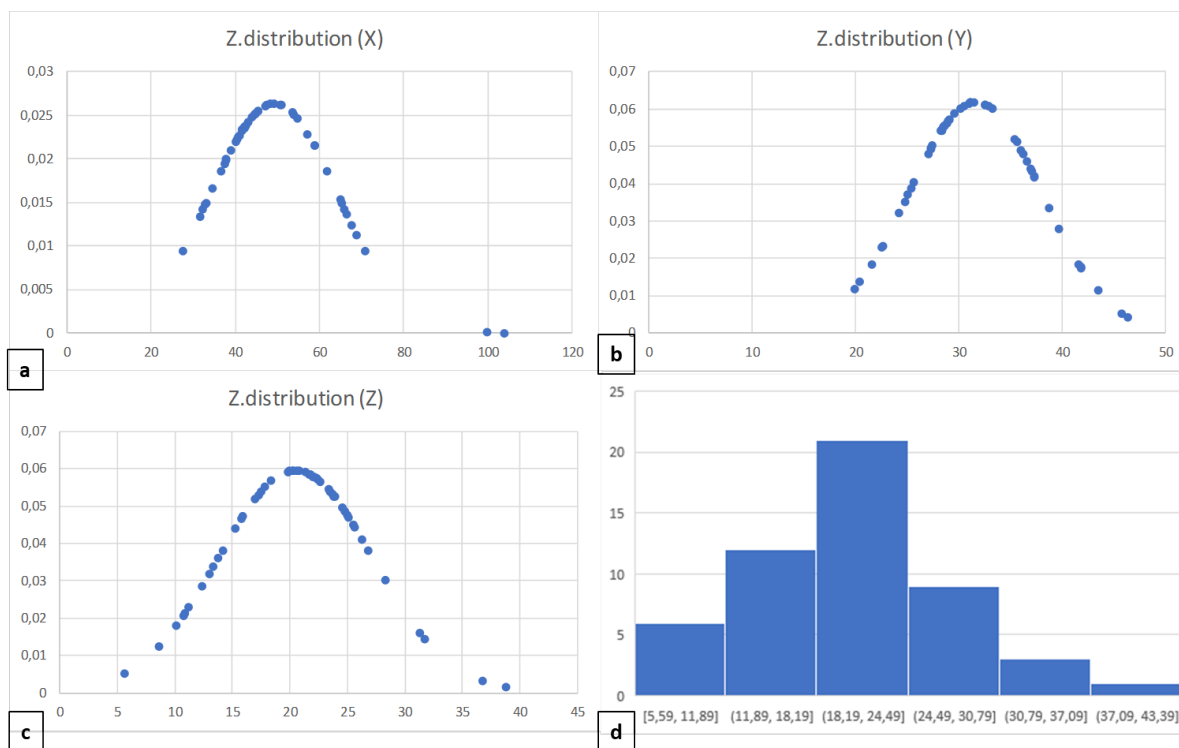 Z.distribution (X)
0,03
0,025
0,02
0,015
0,01
0,005
0
0 20 40 60 80 100 120
a
Z.distribution (Y)
0,07
0,06
0,05
0,04
0,03
0,02
0,01
0
0 10 20 30 40 50
b
Z.distribution (Z)
0,07
0,06
0,05
0,04
0,03
0,02
0,01
0
0 5 10 15 20 25 30 35 40 45
c
25
20
15
10
5
0
[5,59, 11,89] (11,89, 18,19] (18,19, 24,49] (24,49, 30,79] (30,79, 37,09] (37,09, 43,39]
d